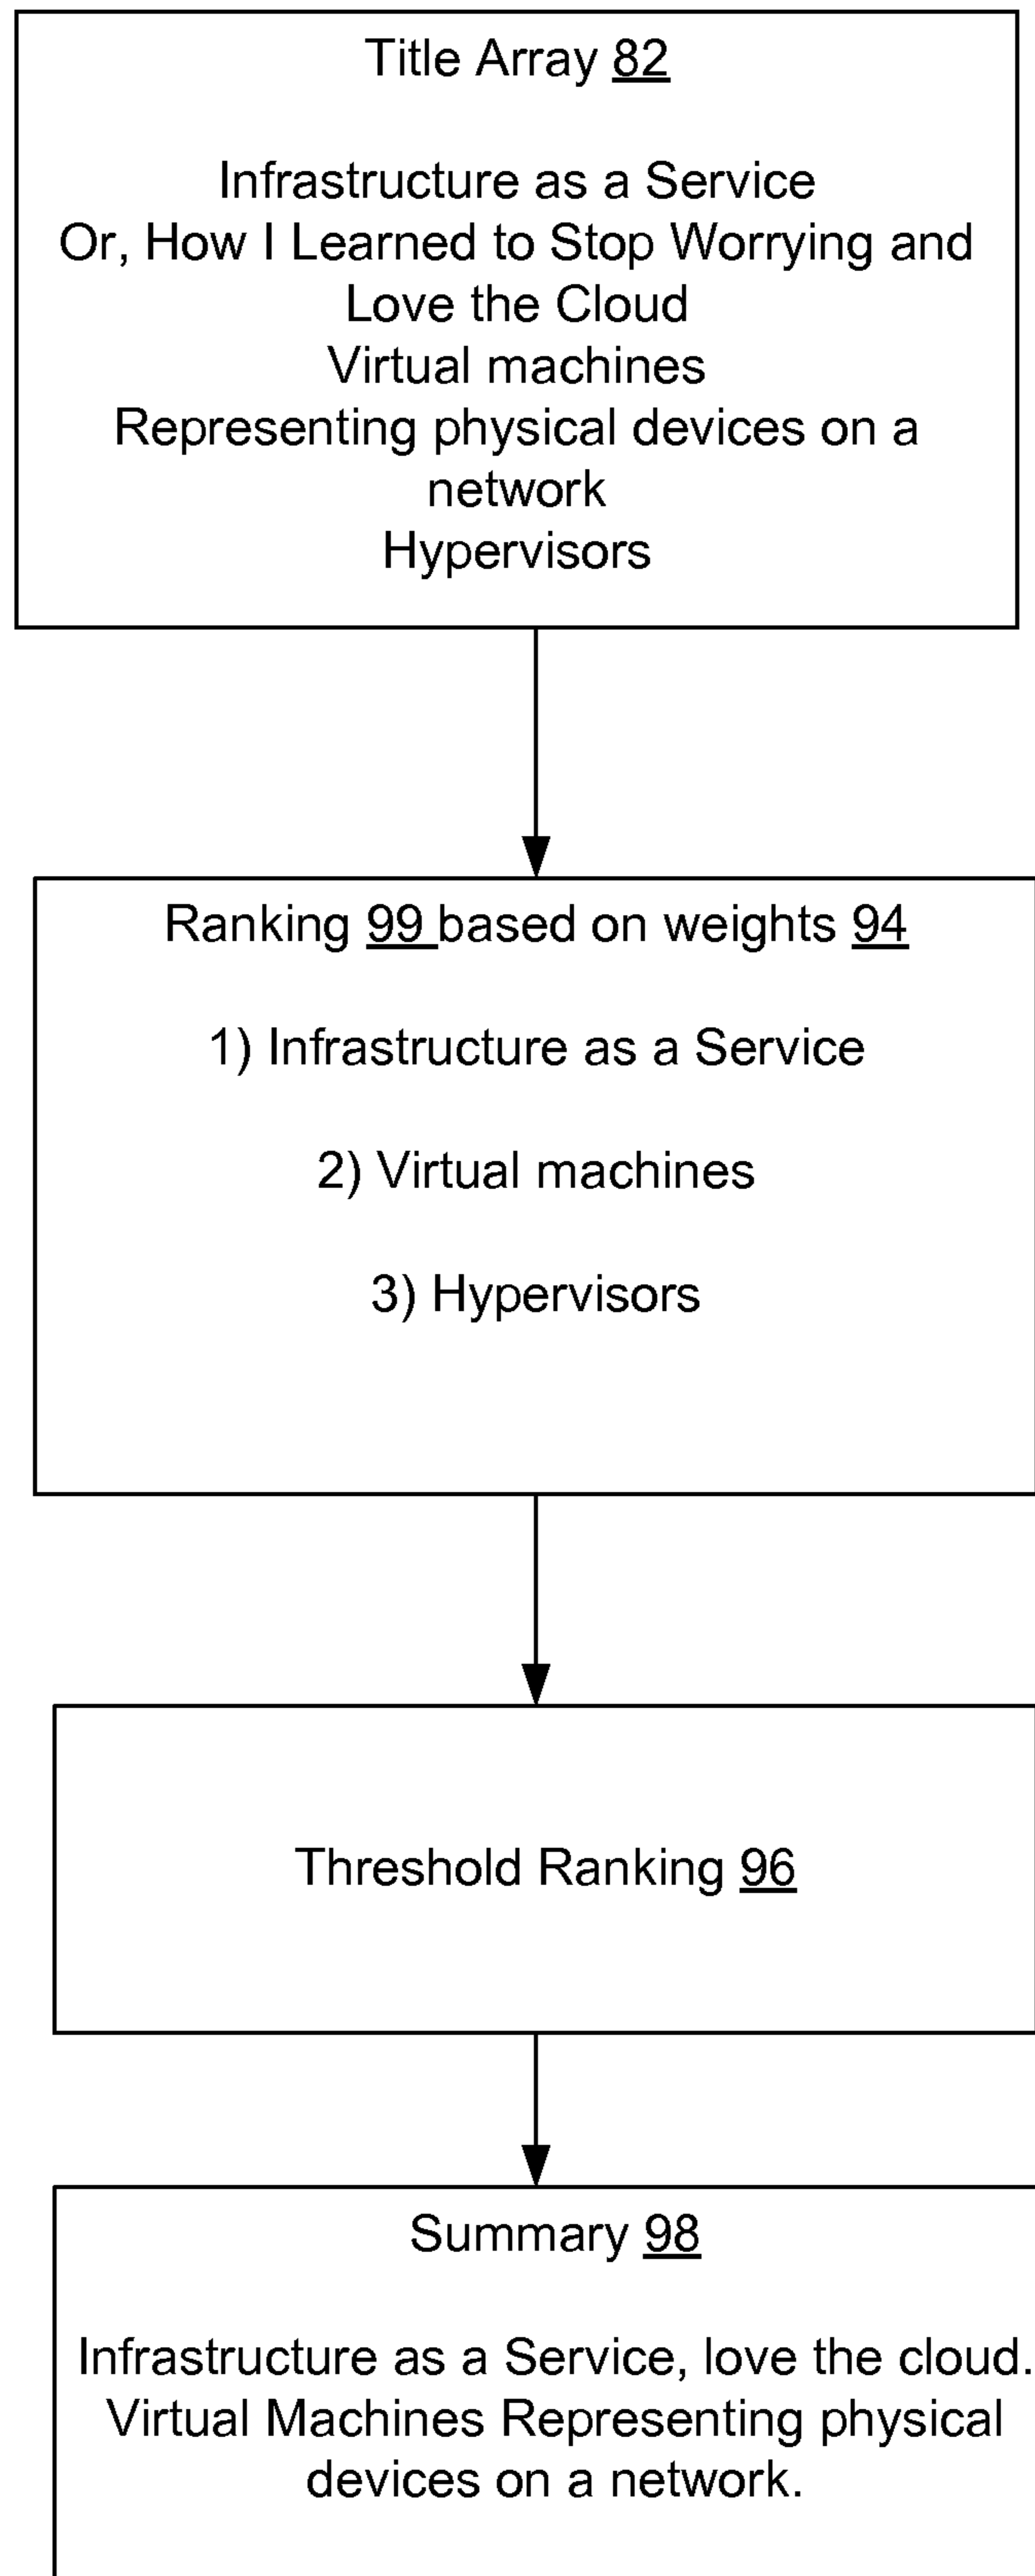 Title Array 82
Infrastructure as a Service
Or, How I Learned to Stop Worrying and
Love the Cloud
Virtual machines
Representing physical devices on a
network
Hypervisors
Ranking 99 based on weights 94
1) Infrastructure as a Service
2) Virtual machines
3) Hypervisors
Threshold Ranking 96
Summary 98
Infrastructure as a Service, love the cloud.
Virtual Machines Representing physical
devices on a network.